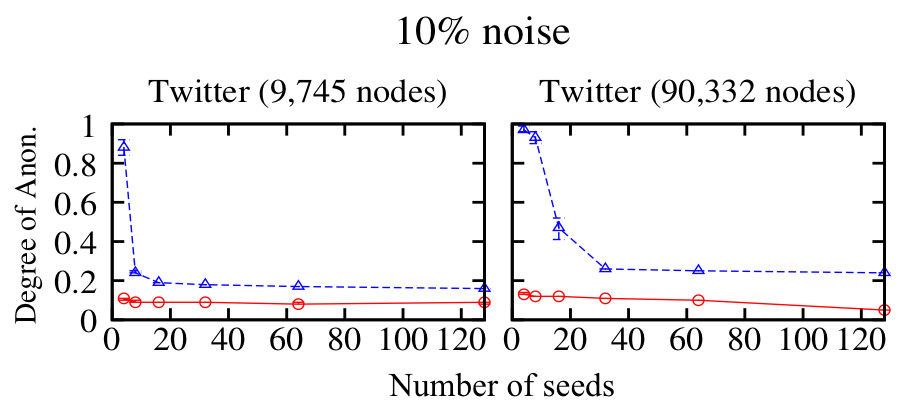 10% noise
Twitter (9,745 nodes) Twitter (90,332 nodes)
Degree of Anon.
1
0.8
0.6
0.4
0.2
0
0 20 40 60 80 100 120 0 20 40 60 80 100 120
Number of seeds